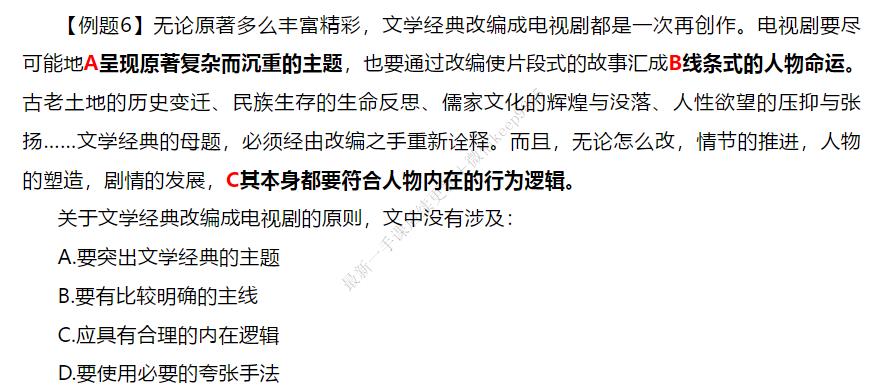 【例题6】无论原著多么丰富精彩，文学经典改编成电视剧都是一次再创作。电视剧要尽
可能地A呈现原著复杂而沉重的主题，也要通过改编使片段式的故事汇成B线条式的人物命运。
古老土地的历史变迁、民族生存的生命反思、儒家文化的辉煌与没落、人性欲望的压抑与张
扬……文学经典的母题，必须经由改编之手重新诠释。而且，无论怎么改，情节的推进，人物
的塑造，剧情的发展，C其本身都要符合人物内在的行为逻辑。
关于文学经典改编成电视剧的原则，文中没有涉及：
A.要突出文学经典的主题
B.要有比较明确的主线
C.应具有合理的内在逻辑
D.要使用必要的夸张手法
最新一手课